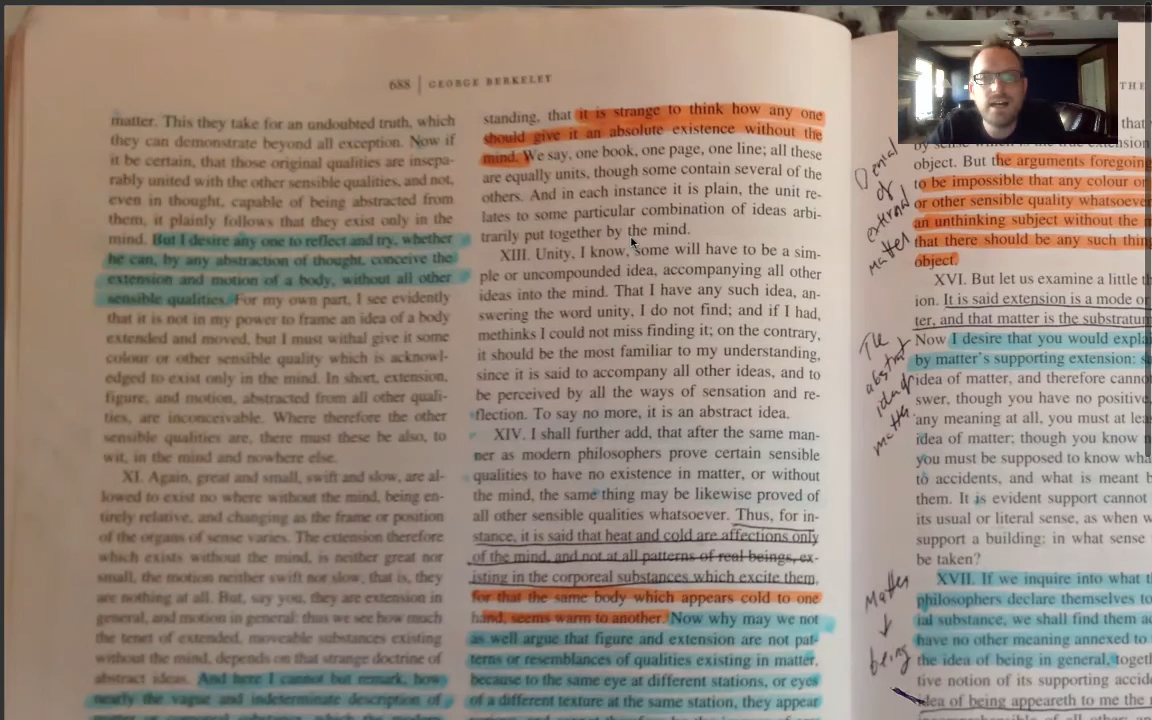 688 | GEORGE BERKELEY
matter. This they take for an undoubted truth, which
they can demonstrate beyond all exception. Now if
it be certain, that those original qualities are insepa-
rably united with the other sensible qualities, and not,
even in thought, capable of being abstracted from
them, it plainly follows that they exist only in the
mind. But I desire any one to reflect and try, whether
he can, by any abstraction of thought, conceive the
extension and motion of a body, without all other
sensible qualities. For my own part, I see evidently
that it is not in my power to frame an idea of a body
extended and moved, but I must withal give it some
colour or other sensible quality which is acknowl-
edged to exist only in the mind. In short, extension,
figure, and motion, abstracted from all other quali-
ties, are inconceivable. Where therefore the other
sensible qualities are, there must these be also, to
wit, in the mind and nowhere else.
XI. Again, great and small, swift and slow, are al-
lowed to exist no where without the mind, being en-
tirely relative, and changing as the frame or position
of the organs of sense varies. The extension therefore
which exists without the mind, is neither great nor
small, the motion neither swift nor slow, that is, they
are nothing at all. But, say you, they are extension in
general, and motion in general: thus we see how much
the tenet of extended, moveable substances existing
without the mind, depends on that strange doctrine of
abstract ideas. And here I cannot but remark, how
nearly the vague and indeterminate description of
standing, that it is strange to think how any one
should give it an absolute existence without the
mind. We say, one book, one page, one line; all these
are equally units, though some contain several of the
others. And in each instance it is plain, the unit re-
lates to some particular combination of ideas arbi-
trarily put together by the mind.
XIII. Unity, I know, some will have to be a sim-
ple or uncompounded idea, accompanying all other
ideas into the mind. That I have any such idea, an-
swering the word unity, I do not find; and if I had,
methinks I could not miss finding it; on the contrary,
it should be the most familiar to my understanding,
since it is said to accompany all other ideas, and to
be perceived by all the ways of sensation and re-
flection. To say no more, it is an abstract idea.
XIV. I shall further add, that after the same man-
ner as modern philosophers prove certain sensible
qualities to have no existence in matter, or without
the mind, the same thing may be likewise proved of
all other sensible qualities whatsoever. Thus, for in-
stance, it is said that heat and cold are affections only
of the mind, and not at all patterns of real beings, ex-
isting in the corporeal substances which excite them,
for that the same body which appears cold to one
hand, seems warm to another. Now why may we not
as well argue that figure and extension are not pat-
terns or resemblances of qualities existing in matter,
because to the same eye at different stations, or eyes
of a different texture at the same station, they appear
THE
that
object. But the arguments foregoing
to be impossible that any colour or
or other sensible quality whatsoever
an unthinking subject without the
that there should be any such thin
object.
XVI. But let us examine a little
ion. It is said extension is a mode or
ter, and that matter is the substratum
Now I desire that you would expla
by matter's supporting extension:
idea of matter, and therefore canno
swer, though you have no positive
any meaning at all, you must at lea
idea of matter; though you know
you must be supposed to know wha
to accidents, and what is meant
them. It is evident support cannot
its usual or literal sense, as when
support a building: in what sense
be taken?
XVII. If we inquire into what
philosophers declare themselves to
ial substance, we shall find them
have no other meaning annexed to
the idea of being in general, toget
tive notion of its supporting accid
idea of being appeareth to me the
Denial
of
external
matter
The
abstract
idea of
matter
Matter
being